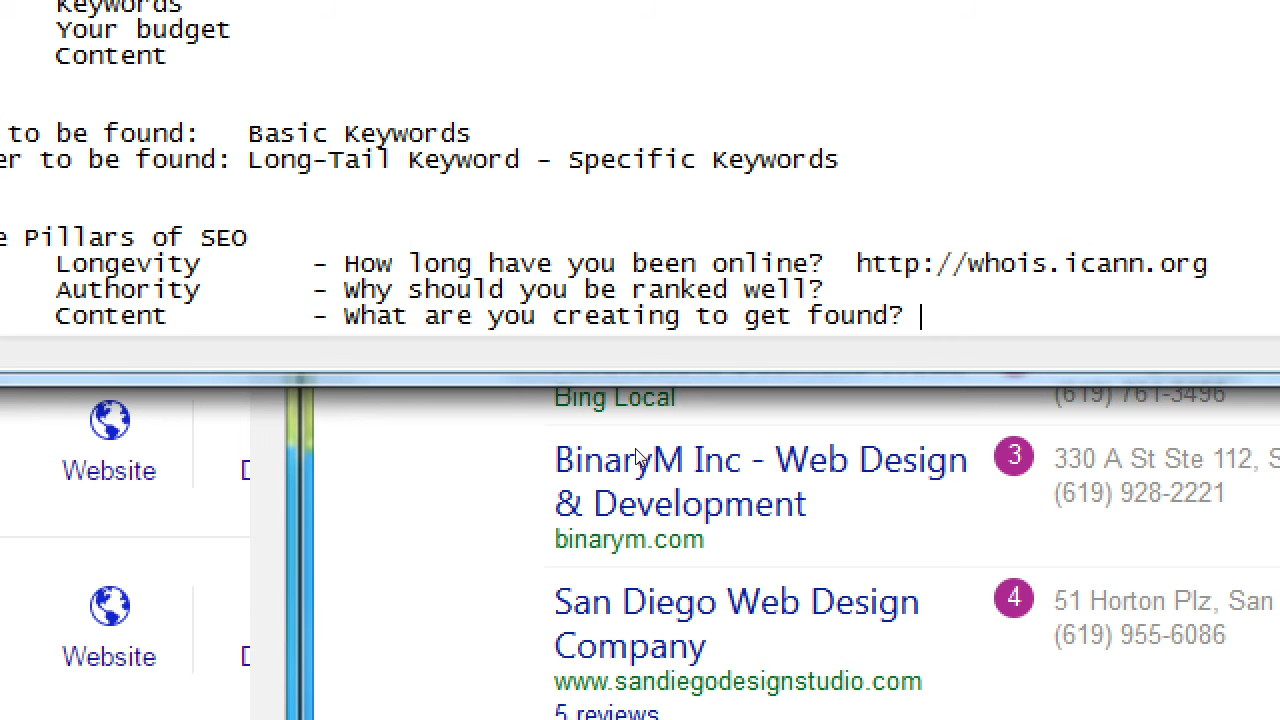 Keywords
Your budget
Content
to be found: Basic Keywords
er to be found: Long-Tail Keyword - Specific Keywords
e Pillars of SEO
Longevity - How long have you been online? http://whois.icann.org
Authority - Why should you be ranked well?
Content - What are you creating to get found?
Bing Local
(619) 761-3496
Website
D
BinaryM Inc - Web Design
& Development
binarym.com
3
330 A St Ste 112, S
(619) 928-2221
Website
D
San Diego Web Design
Company
www.sandiegodesignstudio.com
5 reviews
4
51 Horton Plz, San
(619) 955-6086